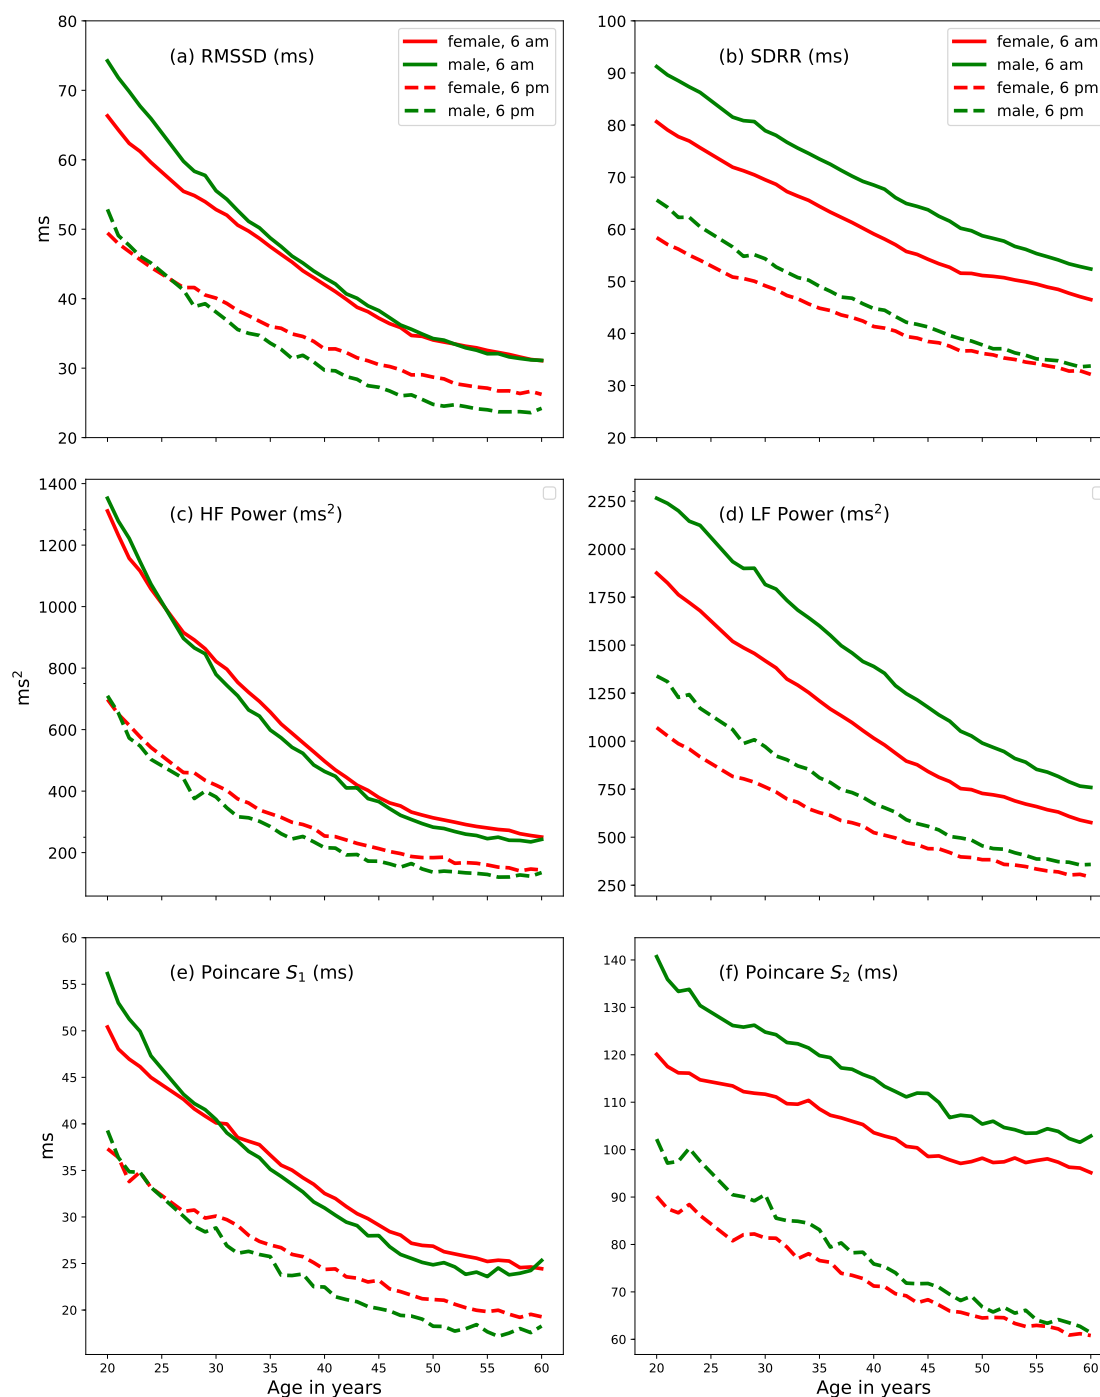 (a) RMSSD (ms)
female, 6 am
male, 6 am
female, 6 pm
male, 6 pm
80
70
60
50
40
30
20
ms
(b) SDRR (ms)
female, 6 am
male, 6 am
female, 6 pm
male, 6 pm
100
90
80
70
60
50
40
30
20
(c) HF Power (ms²)
1400
1200
1000
800
600
400
200
ms²
(d) LF Power (ms²)
2250
2000
1750
1500
1250
1000
750
500
250
(e) Poincare S₁ (ms)
60
55
50
45
40
35
30
25
20
ms
20 25 30 35 40 45 50 55 60
Age in years
(f) Poincare S₂ (ms)
140
130
120
110
100
90
80
70
60
20 25 30 35 40 45 50 55 60
Age in years